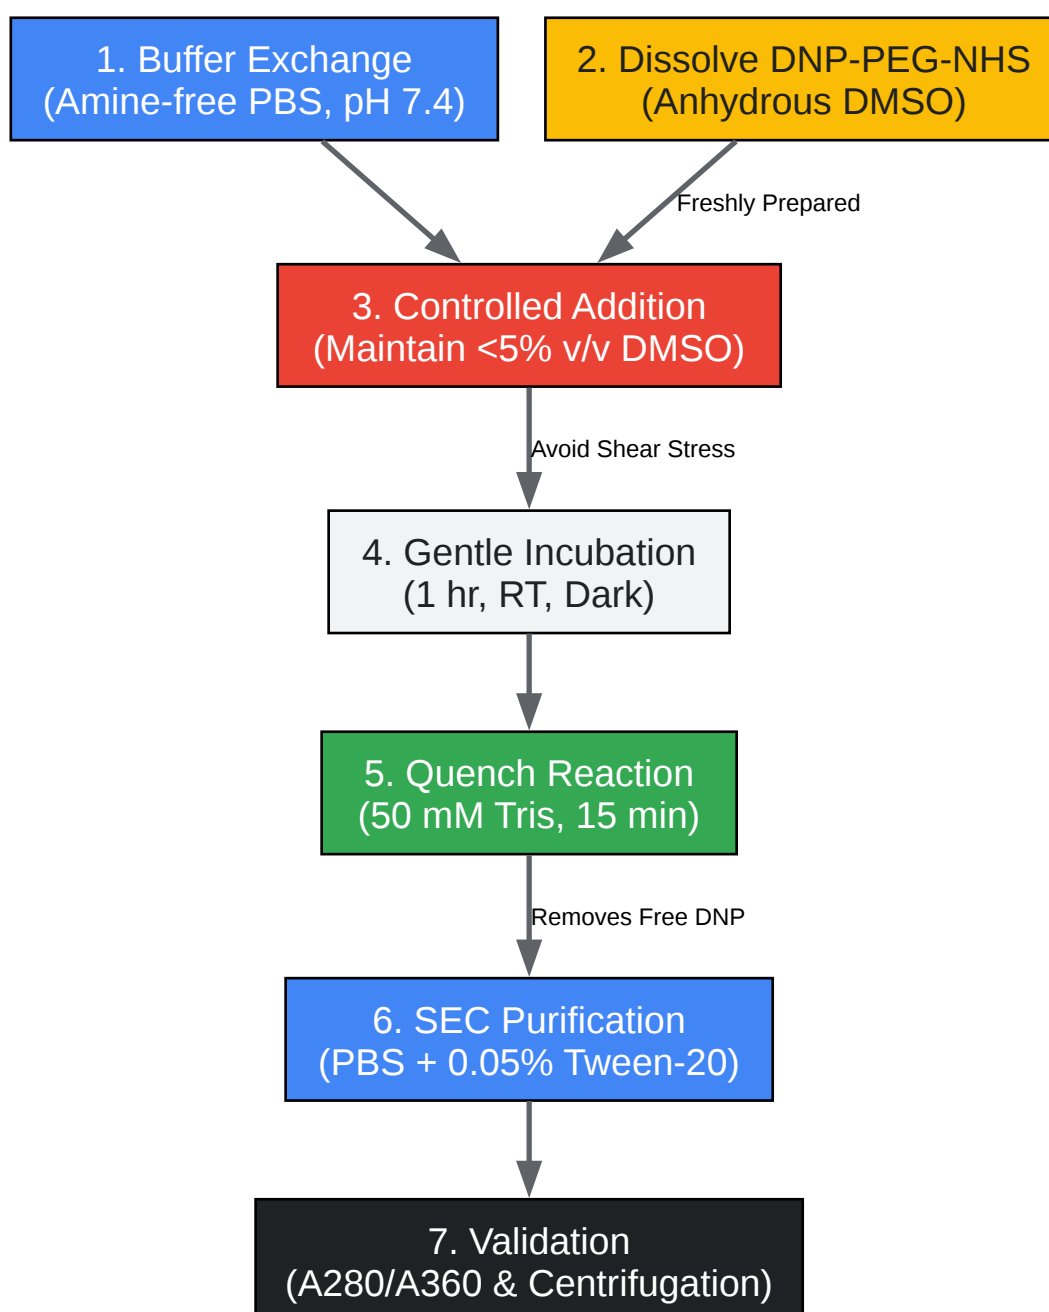 1. Buffer Exchange
(Amine-free PBS, pH 7.4)
2. Dissolve DNP-PEG-NHS
(Anhydrous DMSO)
Freshly Prepared
3. Controlled Addition
(Maintain <5% v/v DMSO)
Avoid Shear Stress
4. Gentle Incubation
(1 hr, RT, Dark)
5. Quench Reaction
(50 mM Tris, 15 min)
Removes Free DNP
6. SEC Purification
(PBS + 0.05% Tween-20)
7. Validation
(A280/A360 & Centrifugation)